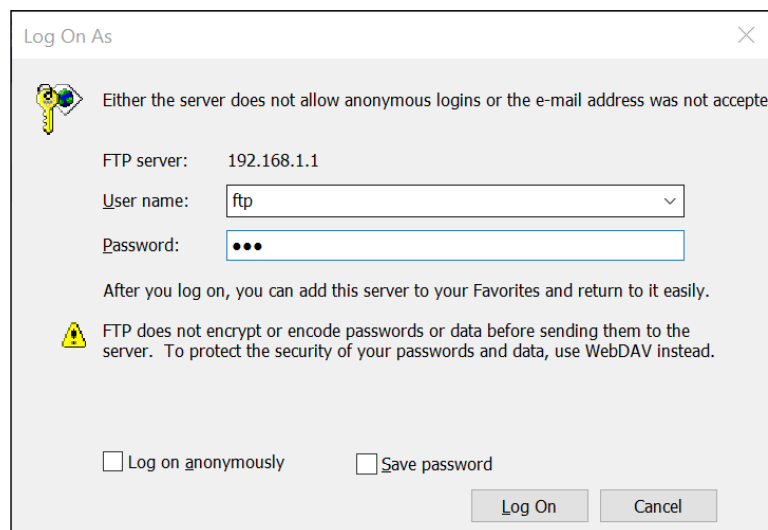 Log On As
Either the server does not allow anonymous logins or the e-mail address was not accepte
FTP server: 192.168.1.1
User name: ftp
Password: ●●●
After you log on, you can add this server to your Favorites and return to it easily.
FTP does not encrypt or encode passwords or data before sending them to the
server. To protect the security of your passwords and data, use WebDAV instead.
Log on anonymously Save password
Log On Cancel